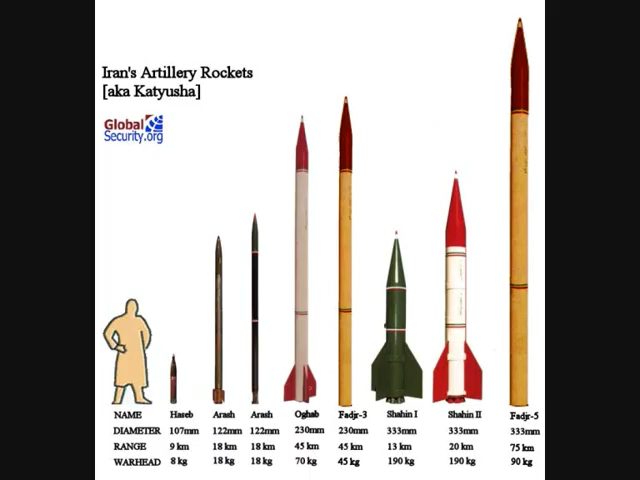 Iran's Artillery Rockets
[aka Katyusha]
Global
Security.org
NAME Haseb Arash Arash Oghab Fadjr-3 Shahin I Shahin II Fadjr-5
DIAMETER 107mm 122mm 122mm 230mm 230mm 333mm 333mm 333mm
RANGE 9 km 18 km 18 km 45 km 45 km 13 km 20 km 75 km
WARHEAD 8 kg 18 kg 18 kg 70 kg 45 kg 190 kg 190 kg 90 kg